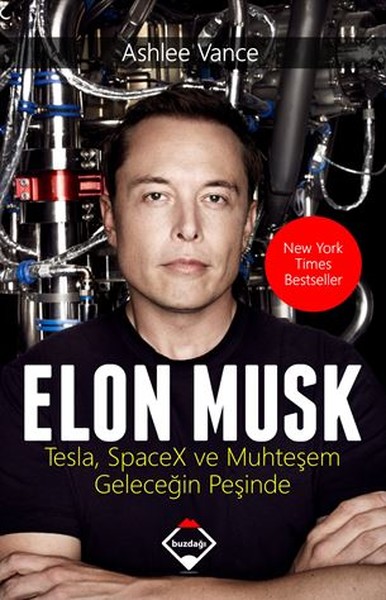 Ashlee Vance
New York
Times
Bestseller
ELON MUSK
Tesla, SpaceX ve Muhteşem
Geleceğin Peşinde
buzdağı